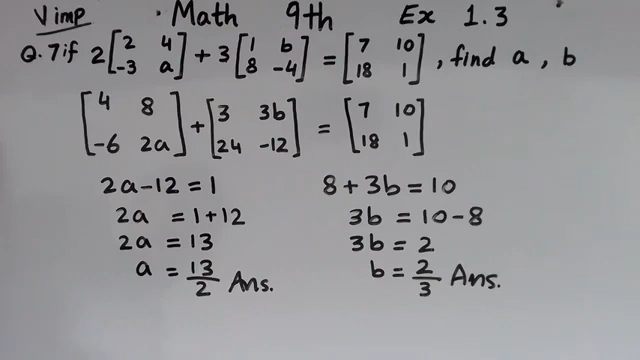 V imp · Math 9th Ex 1.3
Q.7 if 2[2 4; -3 a] + 3[1 b; 8 -4] = [7 10; 18 1], find a, b
[4 8; -6 2a] + [3 3b; 24 -12] = [7 10; 18 1]
2a-12 = 1
2a = 1+12
2a = 13
a = 13/2 Ans.
8+3b = 10
3b = 10-8
3b = 2
b = 2/3 Ans.